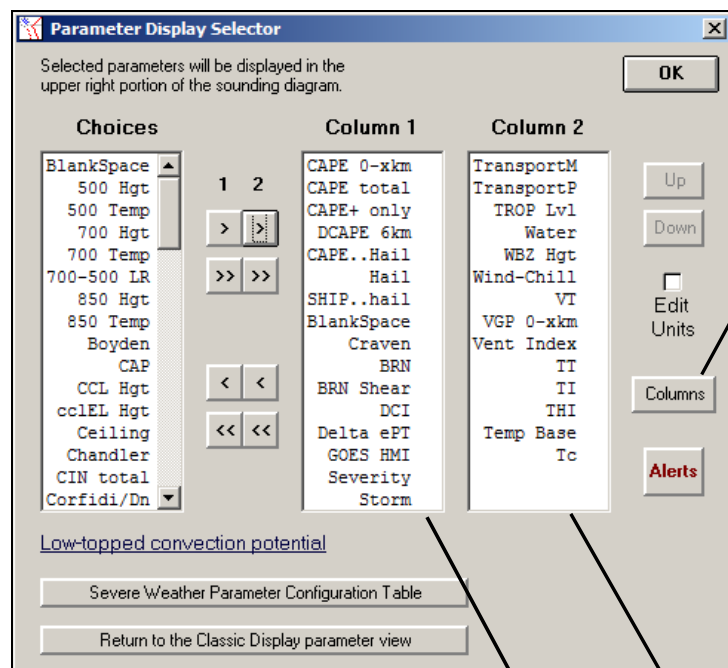 Parameter Display Selector
Selected parameters will be displayed in the
upper right portion of the sounding diagram.
OK
Choices
BlankSpace
500 Hgt
500 Temp
700 Hgt
700 Temp
700-500 LR
850 Hgt
850 Temp
Boyden
CAP
CCL Hgt
cclEL Hgt
Ceiling
Chandler
CIN total
Corfidi/Dn
1 2
> >
>> >>
< <
<< <<
Column 1
CAPE 0-xkm
CAPE total
CAPE+ only
DCAPE 6km
CAPE..Hail
Hail
SHIP..hail
BlankSpace
Craven
BRN
BRN Shear
DCI
Delta ePT
GOES HMI
Severity
Storm
Column 2
TransportM
TransportP
TROP Lvl
Water
WBZ Hgt
Wind-Chill
VT
VGP 0-xkm
Vent Index
TT
TI
THI
Temp Base
Tc
Up
Down
Edit
Units
Columns
Alerts
Low-topped convection potential
Severe Weather Parameter Configuration Table
Return to the Classic Display parameter view